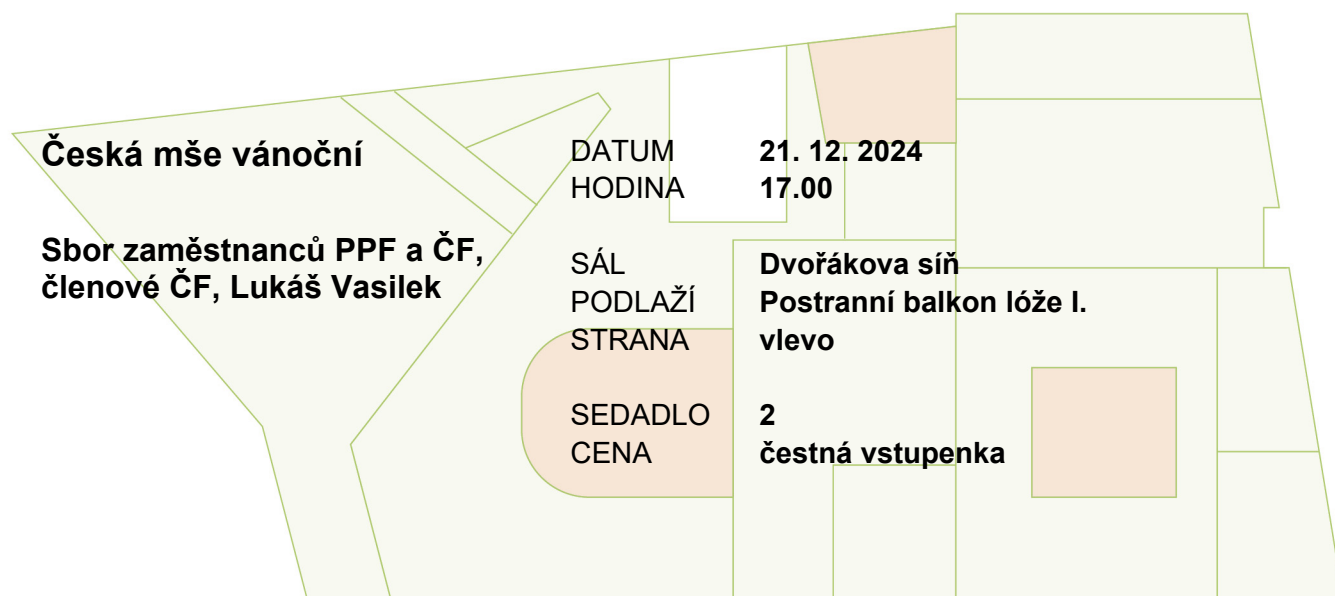 Česká mše vánoční
Sbor zaměstnanců PPF a ČF,
členové ČF, Lukáš Vasilek
DATUM 21. 12. 2024
HODINA 17.00
SÁL Dvořákova síň
PODLAŽÍ Postranní balkon lóže I.
STRANA vlevo
SEDADLO 2
CENA čestná vstupenka